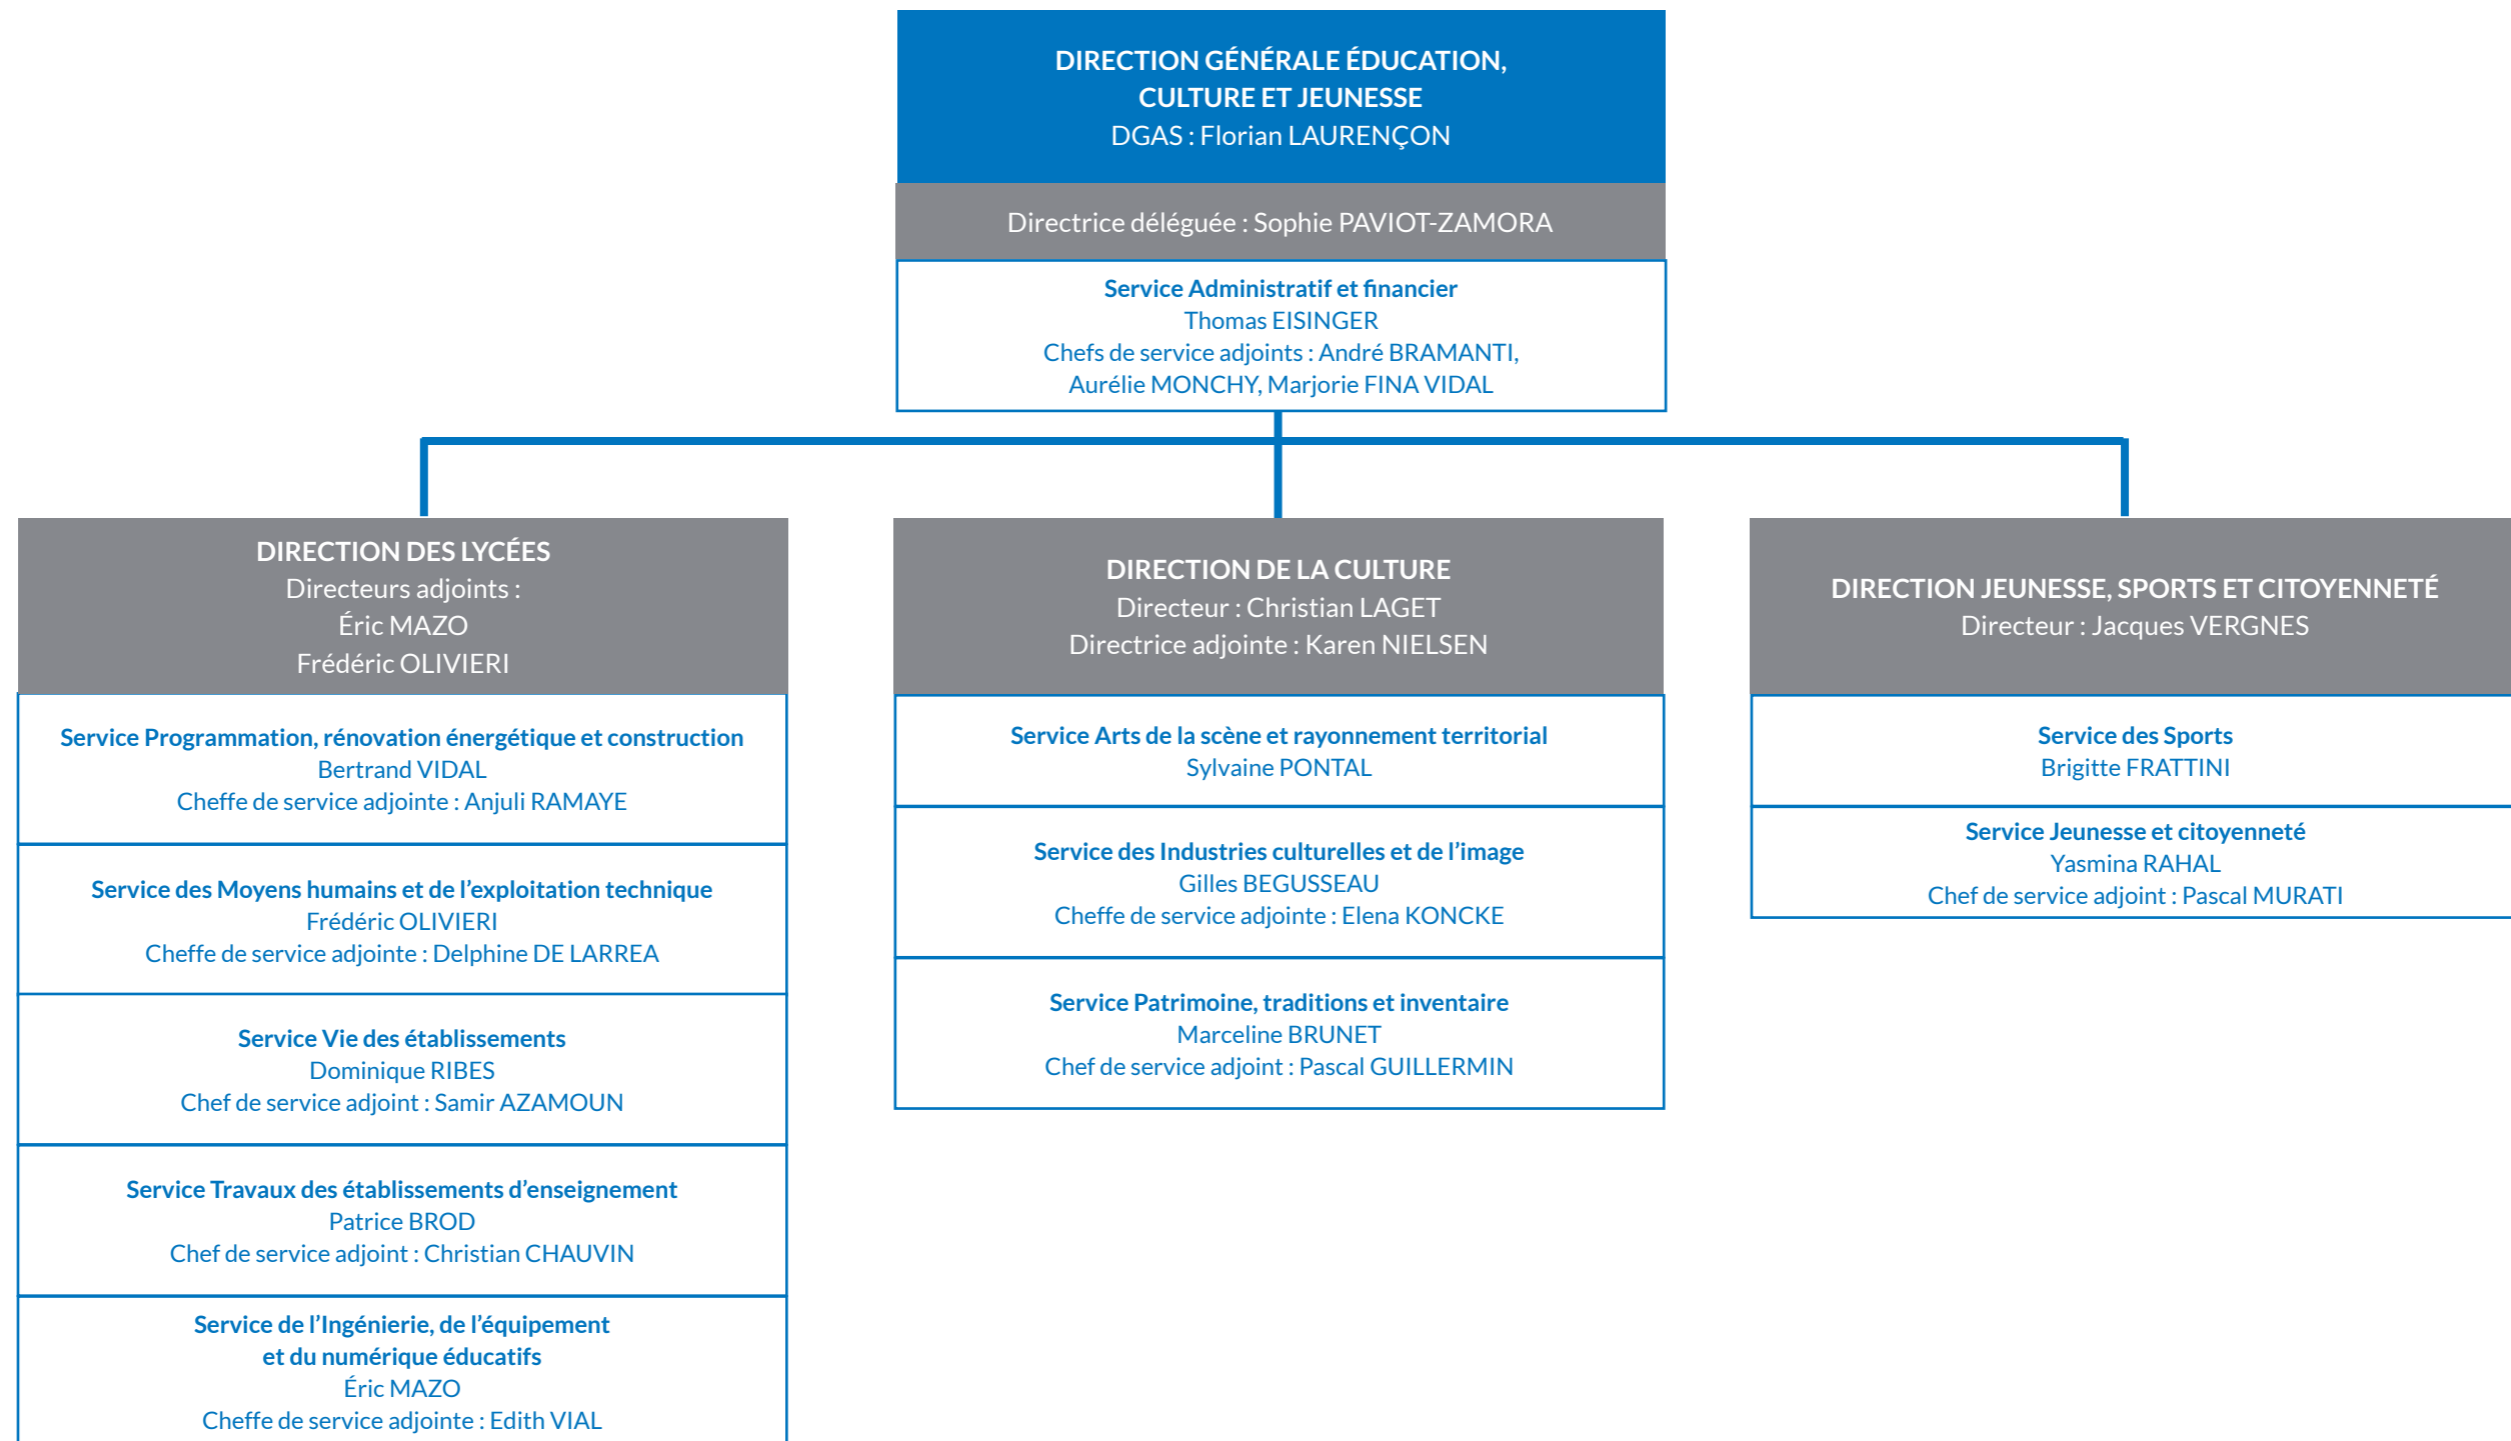 DIRECTION GÉNÉRALE ÉDUCATION,
CULTURE ET JEUNESSE
DGAS : Florian LAURENÇON
Directrice déléguée : Sophie PAVIOT-ZAMORA
Service Administratif et financier
Thomas EISINGER
Chefs de service adjoints : André BRAMANTI,
Aurélie MONCHY, Marjorie FINA VIDAL
DIRECTION DES LYCÉES
Directeurs adjoints :
Éric MAZO
Frédéric OLIVIERI
Service Programmation, rénovation énergétique et construction
Bertrand VIDAL
Cheffe de service adjointe : Anjuli RAMAYE
Service des Moyens humains et de l’exploitation technique
Frédéric OLIVIERI
Cheffe de service adjointe : Delphine DE LARREA
Service Vie des établissements
Dominique RIBES
Chef de service adjoint : Samir AZAMOUN
Service Travaux des établissements d’enseignement
Patrice BROD
Chef de service adjoint : Christian CHAUVIN
Service de l’Ingénierie, de l’équipement
et du numérique éducatifs
Éric MAZO
Cheffe de service adjointe : Edith VIAL
DIRECTION DE LA CULTURE
Directeur : Christian LAGET
Directrice adjointe : Karen NIELSEN
Service Arts de la scène et rayonnement territorial
Sylvaine PONTAL
Service des Industries culturelles et de l’image
Gilles BEGUSSEAU
Cheffe de service adjointe : Elena KONCKE
Service Patrimoine, traditions et inventaire
Marceline BRUNET
Chef de service adjoint : Pascal GUILLERMIN
DIRECTION JEUNESSE, SPORTS ET CITOYENNETÉ
Directeur : Jacques VERGNES
Service des Sports
Brigitte FRATTINI
Service Jeunesse et citoyenneté
Yasmina RAHAL
Chef de service adjoint : Pascal MURATI